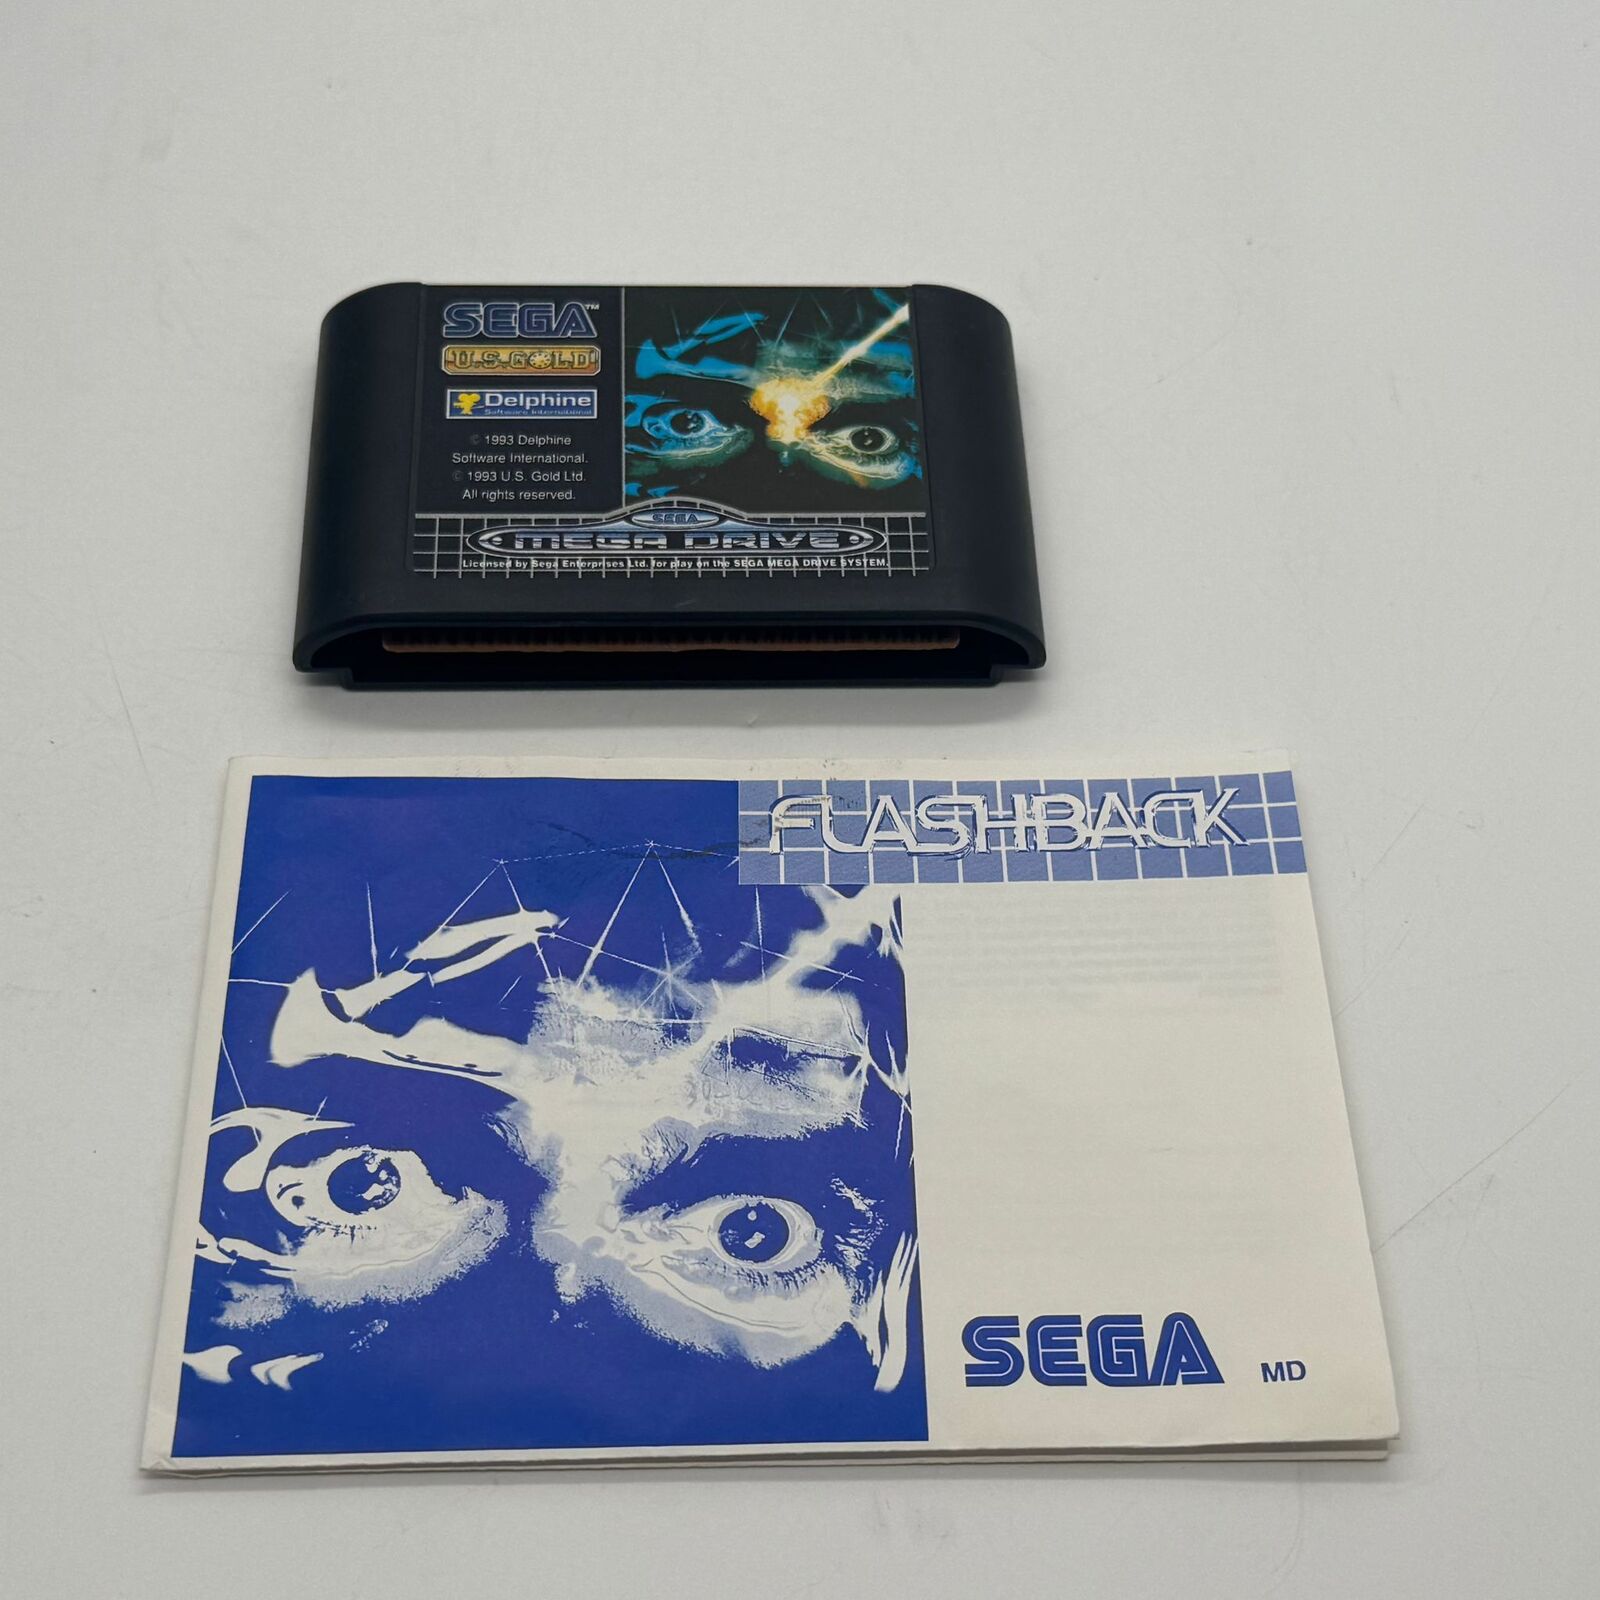 SEGA™
U.S.GOLD
Delphine
Software International
© 1993 Delphine
Software International.
© 1993 U.S. Gold Ltd.
All rights reserved.
SEGA
MEGA DRIVE
Licensed by Sega Enterprises Ltd. for play on the SEGA MEGA DRIVE SYSTEM.
FLASHBACK
SEGA MD